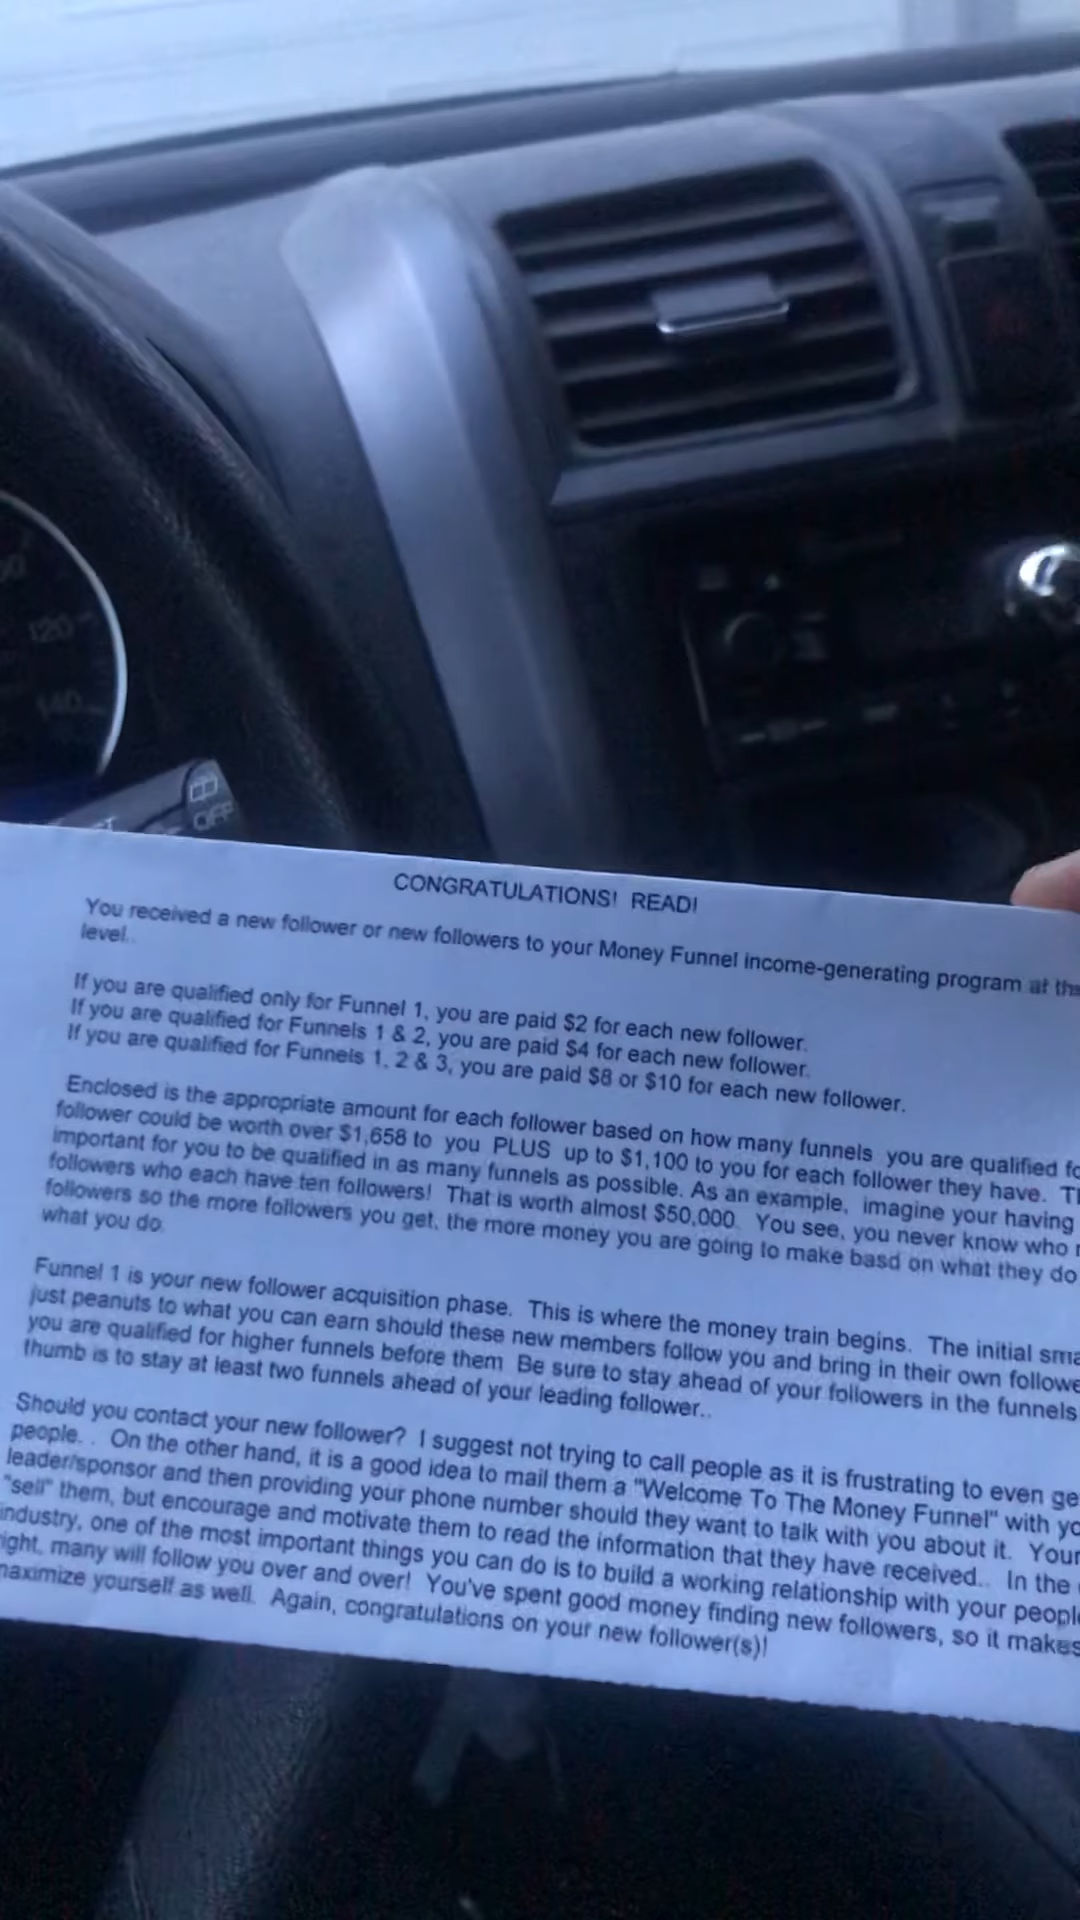 120
140
OFF
CONGRATULATIONS! READ!
You received a new follower or new followers to your Money Funnel income-generating program at the
level..
If you are qualified only for Funnel 1, you are paid $2 for each new follower.
If you are qualified for Funnels 1 & 2, you are paid $4 for each new follower.
If you are qualified for Funnels 1, 2 & 3, you are paid $8 or $10 for each new follower.
Enclosed is the appropriate amount for each follower based on how many funnels you are qualified
follower could be worth over $1,658 to you PLUS up to $1,100 to you for each follower they have.
important for you to be qualified in as many funnels as possible. As an example, imagine your having
followers who each have ten followers! That is worth almost $50,000. You see, you never know who
followers so the more followers you get, the more money you are going to make basd on what they do
what you do.
Funnel 1 is your new follower acquisition phase. This is where the money train begins. The initial
just peanuts to what you can earn should these new members follow you and bring in their own
you are qualified for higher funnels before them Be sure to stay ahead of your followers in the funnels
thumb is to stay at least two funnels ahead of your leading follower..
Should you contact your new follower? I suggest not trying to call people as it is frustrating to even
people. . On the other hand, it is a good idea to mail them a "Welcome To The Money Funnel" with
leader/sponsor and then providing your phone number should they want to talk with you about it. Your
"sell" them, but encourage and motivate them to read the information that they have received.. In the
industry, one of the most important things you can do is to build a working relationship with your
right, many will follow you over and over! You've spent good money finding new followers, so it makes
maximize yourself as well. Again, congratulations on your new follower(s)!